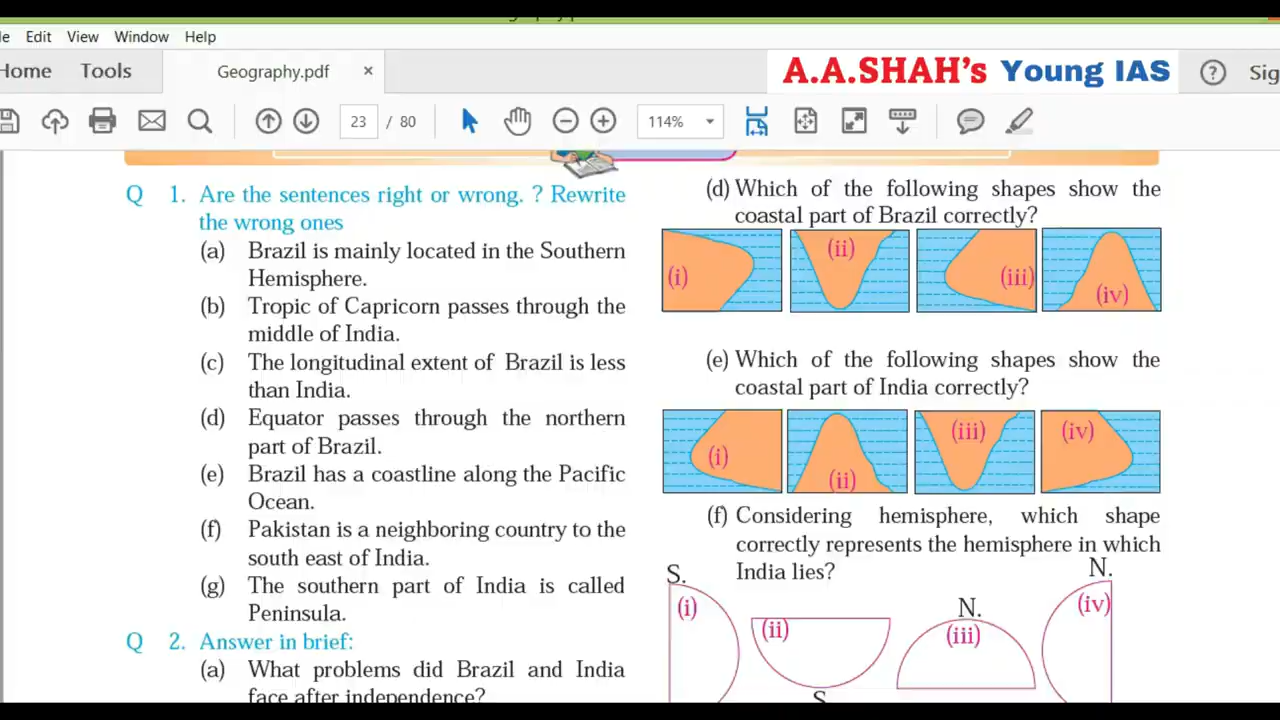 Edit View Window Help
Home Tools Geography.pdf × A.A.SHAH's Young IAS ?
23 / 80 114%
Q 1. Are the sentences right or wrong. ? Rewrite
the wrong ones
(a) Brazil is mainly located in the Southern
Hemisphere.
(b) Tropic of Capricorn passes through the
middle of India.
(c) The longitudinal extent of Brazil is less
than India.
(d) Equator passes through the northern
part of Brazil.
(e) Brazil has a coastline along the Pacific
Ocean.
(f) Pakistan is a neighboring country to the
south east of India.
(g) The southern part of India is called
Peninsula.
Q 2. Answer in brief:
(a) What problems did Brazil and India
face after independence?
(d) Which of the following shapes show the
coastal part of Brazil correctly?
(i) (ii) (iii) (iv)
(e) Which of the following shapes show the
coastal part of India correctly?
(i) (ii) (iii) (iv)
(f) Considering hemisphere, which shape
correctly represents the hemisphere in which
India lies?
S. N. N.
(i) (ii) (iii) (iv)
S